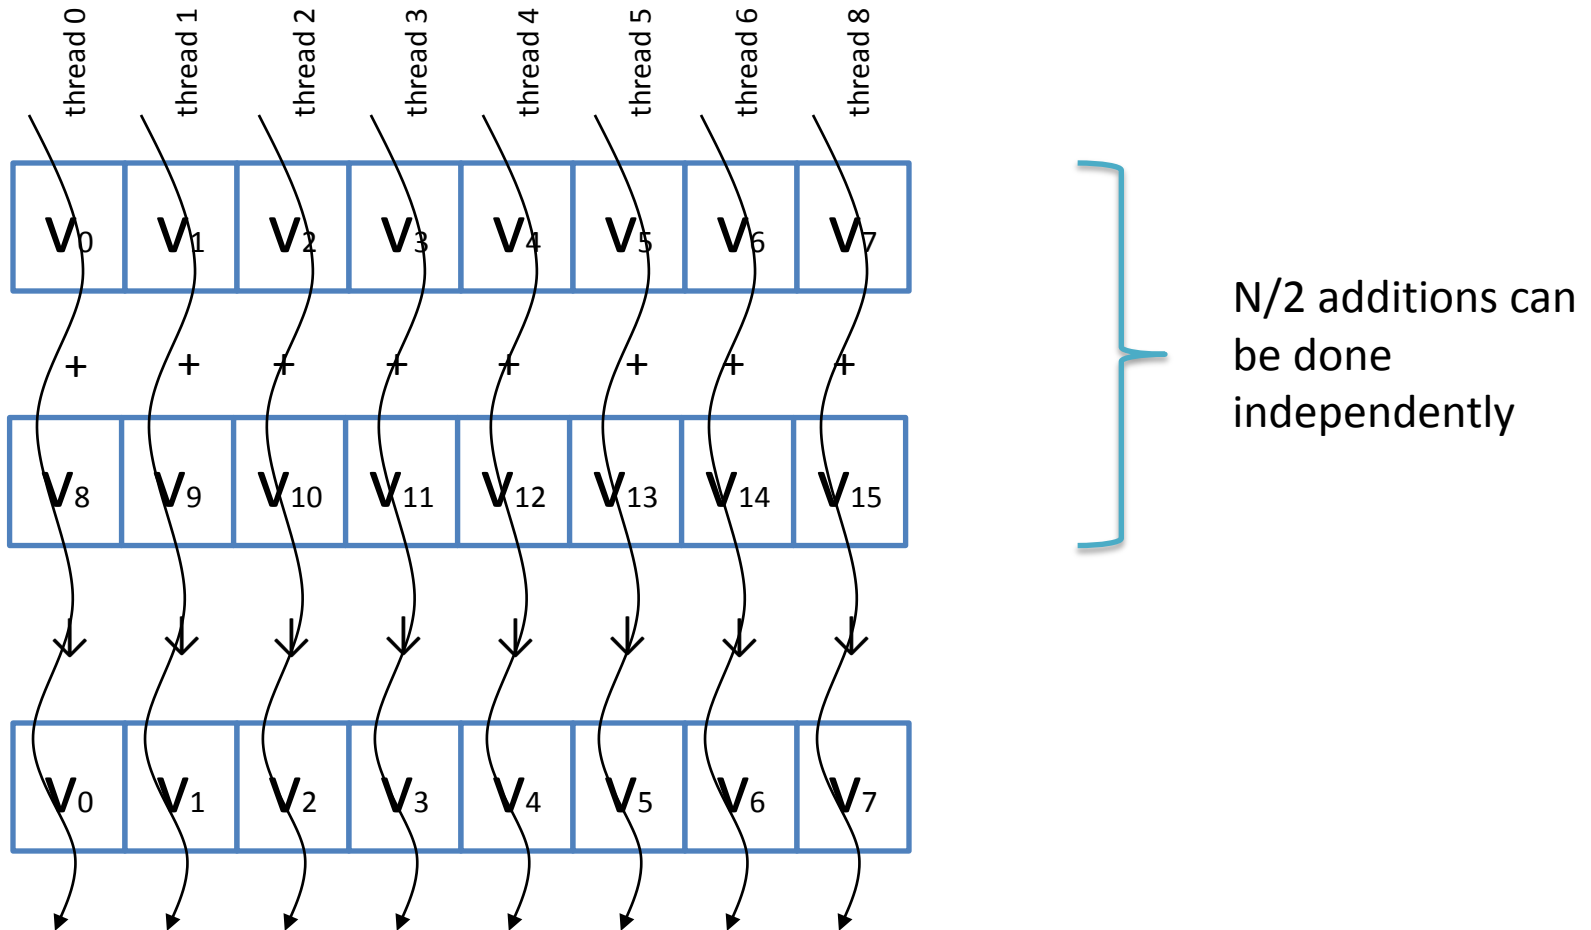 thread 0 thread 1 thread 2 thread 3 thread 4 thread 5 thread 6 thread 8
V0 V1 V2 V3 V4 V5 V6 V7
+ + + + + + + +
V8 V9 V10 V11 V12 V13 V14 V15
V0 V1 V2 V3 V4 V5 V6 V7
N/2 additions can
be done
independently